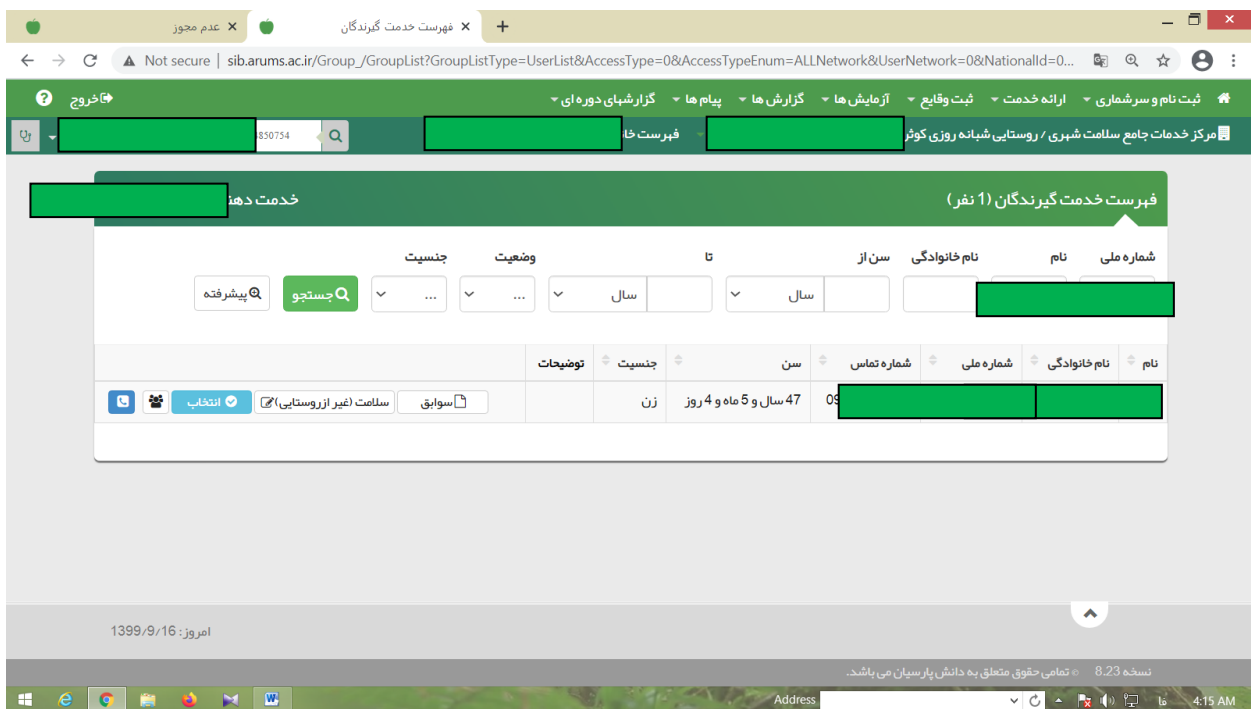 عدم مجوز
فهرست خدمت گیرندگان
Not secure | sib.arums.ac.ir/Group_/GroupList?GroupListType=UserList&AccessType=0&AccessTypeEnum=ALLNetwork&UserNetwork=0&NationalId=0...
ثبت نام و سرشماری ارائه خدمت ثبت وقایع آزمایش ها گزارش ها پیام ها گزارشهای دوره ای خروج ?
مرکز خدمات جامع سلامت شهری / روستایی شبانه روزی کوثر فهرست 850754
فهرست خدمت گیرندگان (1 نفر) خدمت
شماره ملی نام نام خانوادگی سن از تا وضعیت جنسیت
سال سال ... ... جستجو پیشرفته
نام نام خانوادگی شماره ملی شماره تماس سن جنسیت توضیحات
09 47 سال و 5 ماه و 4 روز زن سوابق سلامت (غیر ازروستایی) انتخاب
امروز: 1399/9/16
نسخه 8.23 © تمامی حقوق متعلق به دانش پارسیان می باشد.
Address فا 4:15 AM